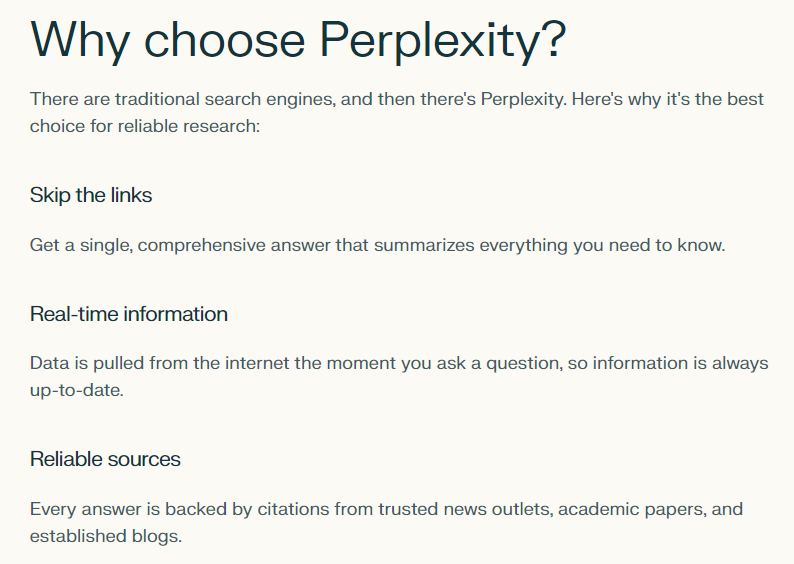 Why choose Perplexity?
There are traditional search engines, and then there's Perplexity. Here's why it's the best
choice for reliable research:
Skip the links
Get a single, comprehensive answer that summarizes everything you need to know.
Real-time information
Data is pulled from the internet the moment you ask a question, so information is always
up-to-date.
Reliable sources
Every answer is backed by citations from trusted news outlets, academic papers, and
established blogs.